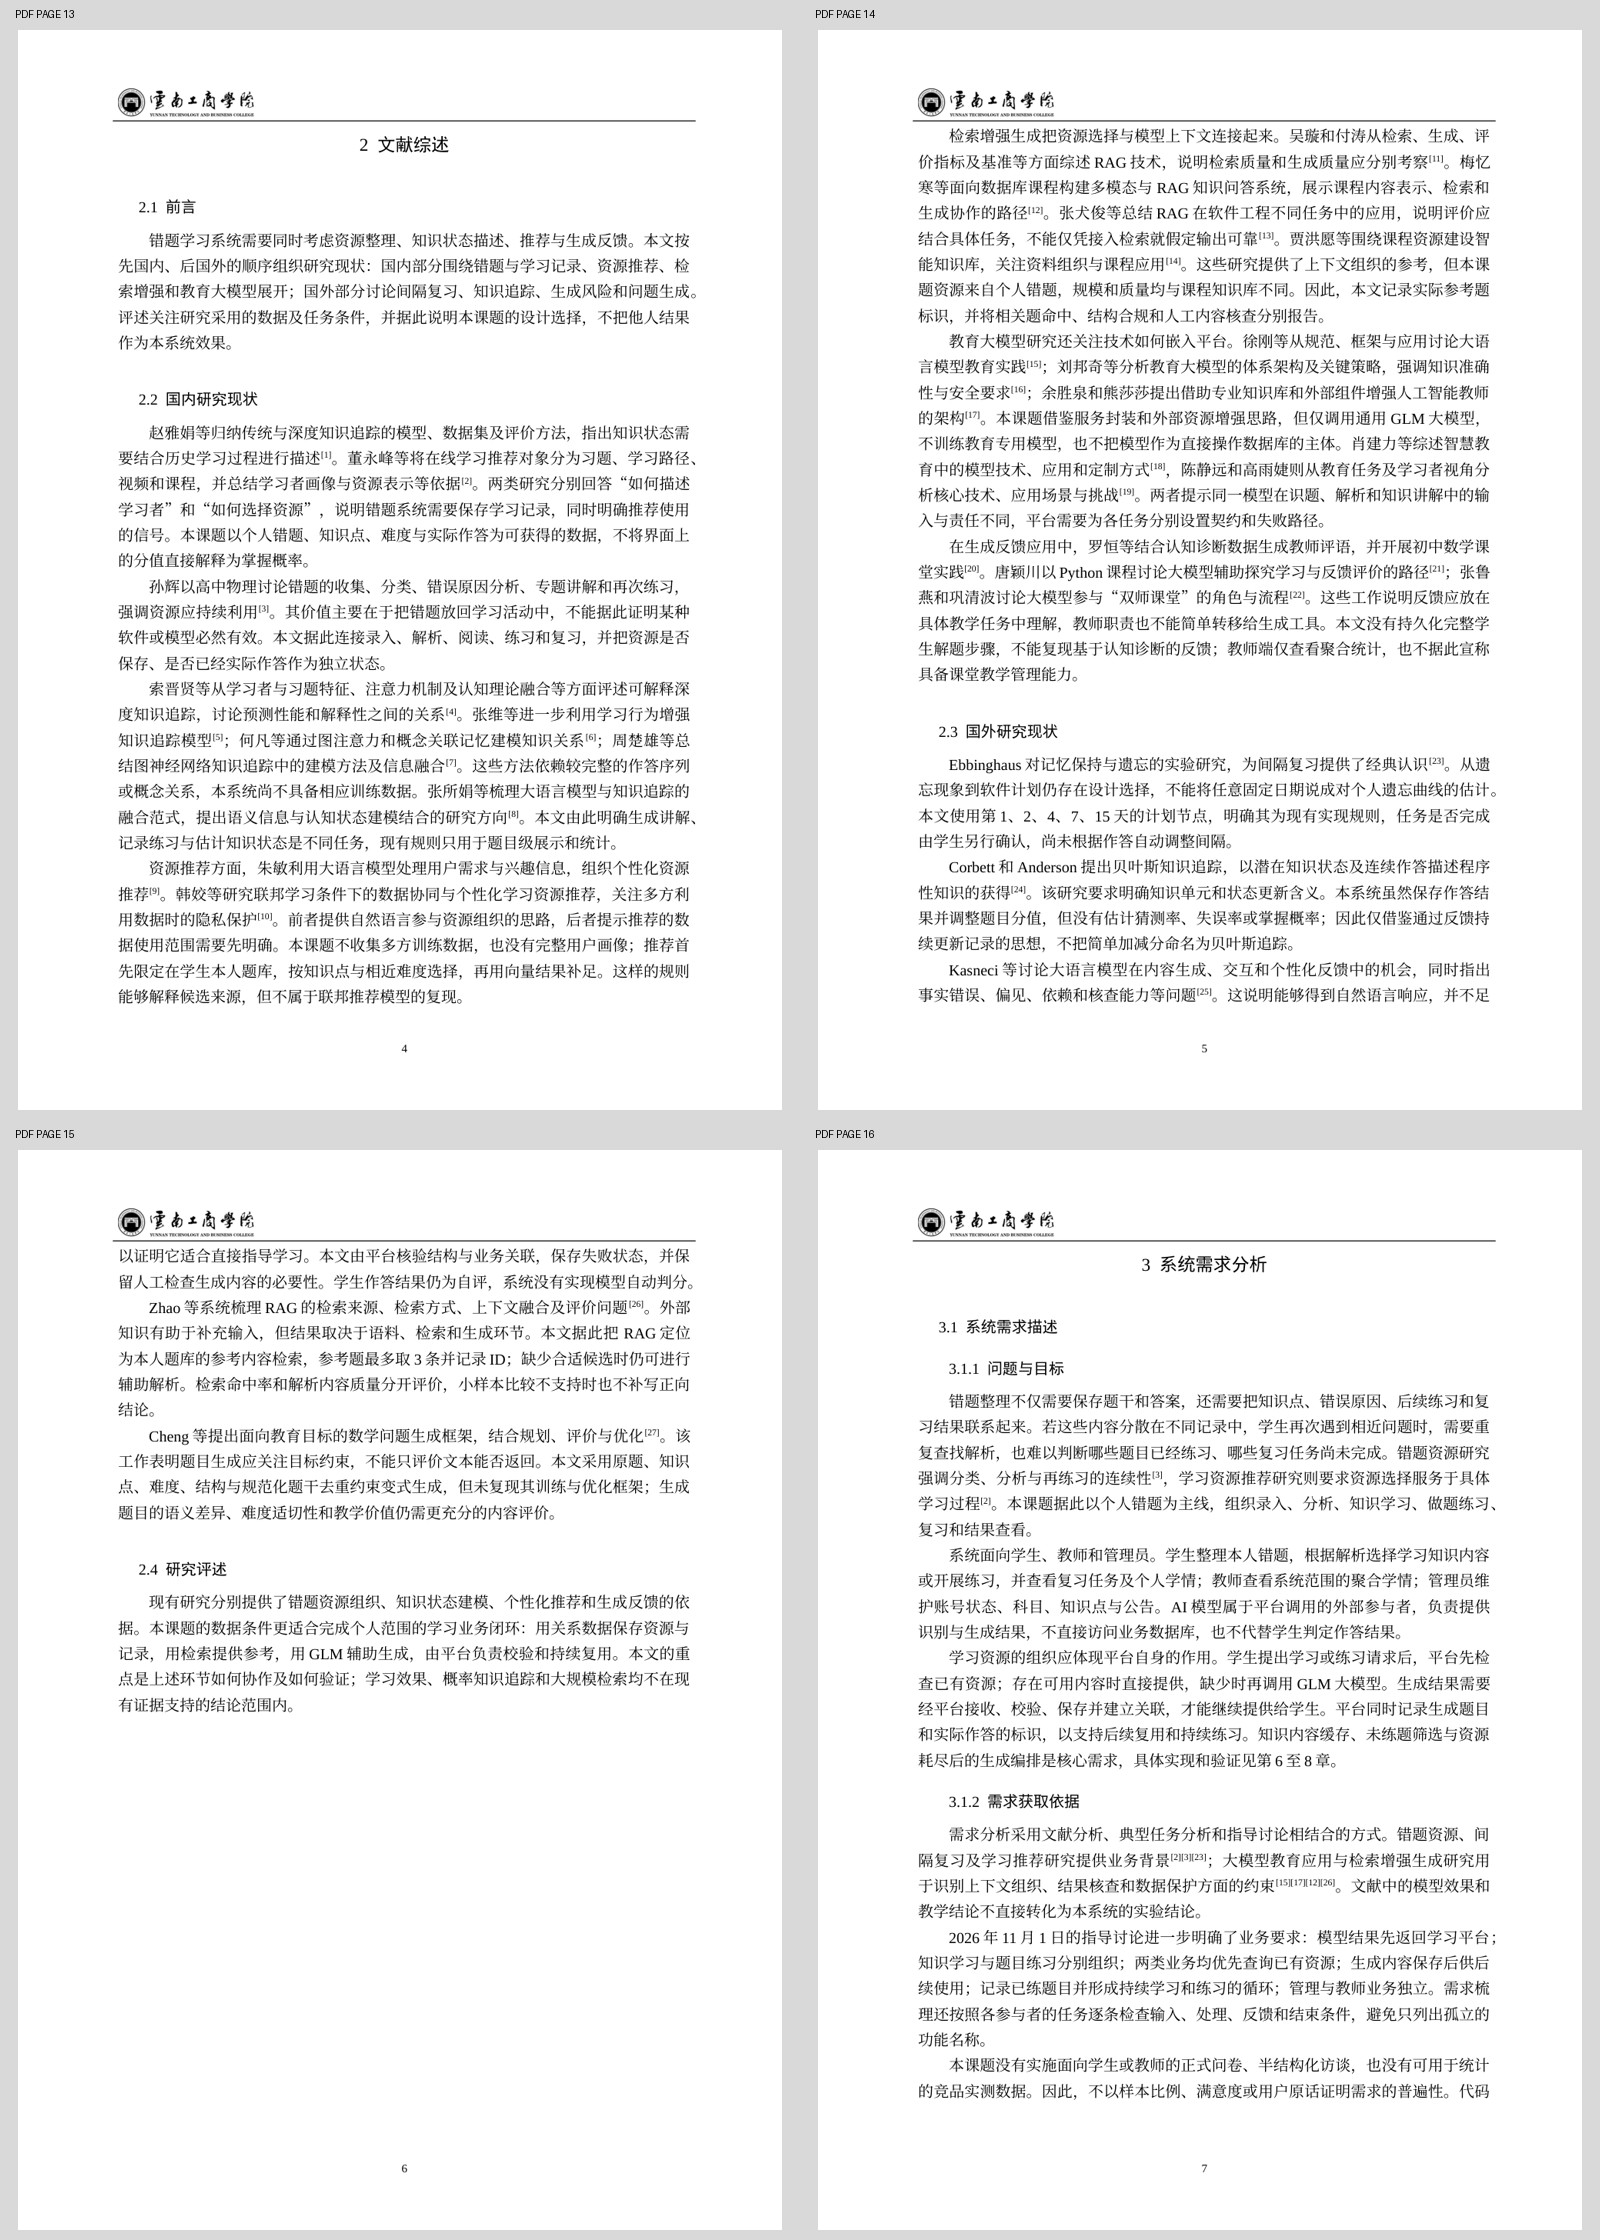 PDF PAGE 13
雲南工商學院
YUNNAN TECHNOLOGY AND BUSINESS COLLEGE
2 文献综述
2.1 前言
错题学习系统需要同时考虑资源整理、知识状态描述、推荐与生成反馈。本文按
先国内、后国外的顺序组织研究现状：国内部分围绕错题与学习记录、资源推荐、检
索增强和教育大模型展开；国外部分讨论间隔复习、知识追踪、生成风险和问题生成。
评述关注研究采用的数据及任务条件，并据此说明本课题的设计选择，不把他人结果
作为本系统效果。
2.2 国内研究现状
赵雅娟等归纳传统与深度知识追踪的模型、数据集及评价方法，指出知识状态需
要结合历史学习过程进行描述[1]。董永峰等将在线学习推荐对象分为习题、学习路径、
视频和课程，并总结学习者画像与资源表示等依据[2]。两类研究分别回答“如何描述
学习者”和“如何选择资源”，说明错题系统需要保存学习记录，同时明确推荐使用
的信号。本课题以个人错题、知识点、难度与实际作答为可获得的数据，不将界面上
的分值直接解释为掌握概率。
孙辉以高中物理讨论错题的收集、分类、错误原因分析、专题讲解和再次练习，
强调资源应持续利用[3]。其价值主要在于把错题放回学习活动中，不能据此证明某种
软件或模型必然有效。本文据此连接录入、解析、阅读、练习和复习，并把资源是否
保存、是否已经实际作答作为独立状态。
索晋贤等从学习者与习题特征、注意力机制及认知理论融合等方面评述可解释深
度知识追踪，讨论预测性能和解释性之间的关系[4]。张维等进一步利用学习行为增强
知识追踪模型[5]；何凡等通过图注意力和概念关联记忆建模知识关系[6]；周楚雄等总
结图神经网络知识追踪中的建模方法及信息融合[7]。这些方法依赖较完整的作答序列
或概念关系，本系统尚不具备相应训练数据。张所娟等梳理大语言模型与知识追踪的
融合范式，提出语义信息与认知状态建模结合的研究方向[8]。本文由此明确生成讲解、
记录练习与估计知识状态是不同任务，现有规则只用于题目级展示和统计。
资源推荐方面，朱敏利用大语言模型处理用户需求与兴趣信息，组织个性化资源
推荐[9]。韩姣等研究联邦学习条件下的数据协同与个性化学习资源推荐，关注多方利
用数据时的隐私保护[10]。前者提供自然语言参与资源组织的思路，后者提示推荐的数
据使用范围需要先明确。本课题不收集多方训练数据，也没有完整用户画像；推荐首
先限定在学生本人题库，按知识点与相近难度选择，再用向量结果补足。这样的规则
能够解释候选来源，但不属于联邦推荐模型的复现。
4
PDF PAGE 14
雲南工商學院
YUNNAN TECHNOLOGY AND BUSINESS COLLEGE
检索增强生成把资源选择与模型上下文连接起来。吴璇和付涛从检索、生成、评
价指标及基准等方面综述 RAG 技术，说明检索质量和生成质量应分别考察[11]。梅忆
寒等面向数据库课程构建多模态与 RAG 知识问答系统，展示课程内容表示、检索和
生成协作的路径[12]。张犬俊等总结 RAG 在软件工程不同任务中的应用，说明评价应
结合具体任务，不能仅凭接入检索就假定输出可靠[13]。贾洪愿等围绕课程资源建设智
能知识库，关注资料组织与课程应用[14]。这些研究提供了上下文组织的参考，但本课
题资源来自个人错题，规模和质量均与课程知识库不同。因此，本文记录实际参考题
标识，并将相关题命中、结构合规和人工内容核查分别报告。
教育大模型研究还关注技术如何嵌入平台。徐刚等从规范、框架与应用讨论大语
言模型教育实践[15]；刘邦奇等分析教育大模型的体系架构及关键策略，强调知识准确
性与安全要求[16]；余胜泉和熊莎莎提出借助专业知识库和外部组件增强人工智能教师
的架构[17]。本课题借鉴服务封装和外部资源增强思路，但仅调用通用 GLM 大模型，
不训练教育专用模型，也不把模型作为直接操作数据库的主体。肖建力等综述智慧教
育中的模型技术、应用和定制方式[18]，陈静远和高雨婕则从教育任务及学习者视角分
析核心技术、应用场景与挑战[19]。两者提示同一模型在识题、解析和知识讲解中的输
入与责任不同，平台需要为各任务分别设置契约和失败路径。
在生成反馈应用中，罗恒等结合认知诊断数据生成教师评语，并开展初中数学课
堂实践[20]。唐颖川以 Python 课程讨论大模型辅助探究学习与反馈评价的路径[21]；张鲁
燕和巩清波讨论大模型参与“双师课堂”的角色与流程[22]。这些工作说明反馈应放在
具体教学任务中理解，教师职责也不能简单转移给生成工具。本文没有持久化完整学
生解题步骤，不能复现基于认知诊断的反馈；教师端仅查看聚合统计，也不据此宣称
具备课堂教学管理能力。
2.3 国外研究现状
Ebbinghaus 对记忆保持与遗忘的实验研究，为间隔复习提供了经典认识[23]。从遗
忘现象到软件计划仍存在设计选择，不能将任意固定日期说成对个人遗忘曲线的估计。
本文使用第 1、2、4、7、15 天的计划节点，明确其为现有实现规则，任务是否完成
由学生另行确认，尚未根据作答自动调整间隔。
Corbett 和 Anderson 提出贝叶斯知识追踪，以潜在知识状态及连续作答描述程序
性知识的获得[24]。该研究要求明确知识单元和状态更新含义。本系统虽然保存作答结
果并调整题目分值，但没有估计猜测率、失误率或掌握概率；因此仅借鉴通过反馈持
续更新记录的思想，不把简单加减分命名为贝叶斯追踪。
Kasneci 等讨论大语言模型在内容生成、交互和个性化反馈中的机会，同时指出
事实错误、偏见、依赖和核查能力等问题[25]。这说明能够得到自然语言响应，并不足
5
PDF PAGE 15
雲南工商學院
YUNNAN TECHNOLOGY AND BUSINESS COLLEGE
以证明它适合直接指导学习。本文由平台核验结构与业务关联，保存失败状态，并保
留人工检查生成内容的必要性。学生作答结果仍为自评，系统没有实现模型自动判分。
Zhao 等系统梳理 RAG 的检索来源、检索方式、上下文融合及评价问题[26]。外部
知识有助于补充输入，但结果取决于语料、检索和生成环节。本文据此把 RAG 定位
为本人题库的参考内容检索，参考题最多取 3 条并记录 ID；缺少合适候选时仍可进行
辅助解析。检索命中率和解析内容质量分开评价，小样本比较不支持时也不补写正向
结论。
Cheng 等提出面向教育目标的数学问题生成框架，结合规划、评价与优化[27]。该
工作表明题目生成应关注目标约束，不能只评价文本能否返回。本文采用原题、知识
点、难度、结构与规范化题干去重约束变式生成，但未复现其训练与优化框架；生成
题目的语义差异、难度适切性和教学价值仍需更充分的内容评价。
2.4 研究评述
现有研究分别提供了错题资源组织、知识状态建模、个性化推荐和生成反馈的依
据。本课题的数据条件更适合完成个人范围的学习业务闭环：用关系数据保存资源与
记录，用检索提供参考，用 GLM 辅助生成，由平台负责校验和持续复用。本文的重
点是上述环节如何协作及如何验证；学习效果、概率知识追踪和大规模检索均不在现
有证据支持的结论范围内。
6
PDF PAGE 16
雲南工商學院
YUNNAN TECHNOLOGY AND BUSINESS COLLEGE
3 系统需求分析
3.1 系统需求描述
3.1.1 问题与目标
错题整理不仅需要保存题干和答案，还需要把知识点、错误原因、后续练习和复
习结果联系起来。若这些内容分散在不同记录中，学生再次遇到相近问题时，需要重
复查找解析，也难以判断哪些题目已经练习、哪些复习任务尚未完成。错题资源研究
强调分类、分析与再练习的连续性[3]，学习资源推荐研究则要求资源选择服务于具体
学习过程[2]。本课题据此以个人错题为主线，组织录入、分析、知识学习、做题练习、
复习和结果查看。
系统面向学生、教师和管理员。学生整理本人错题，根据解析选择学习知识内容
或开展练习，并查看复习任务及个人学情；教师查看系统范围的聚合学情；管理员维
护账号状态、科目、知识点与公告。AI 模型属于平台调用的外部参与者，负责提供
识别与生成结果，不直接访问业务数据库，也不代替学生判定作答结果。
学习资源的组织应体现平台自身的作用。学生提出学习或练习请求后，平台先检
查已有资源；存在可用内容时直接提供，缺少时再调用 GLM 大模型。生成结果需要
经平台接收、校验、保存并建立关联，才能继续提供给学生。平台同时记录生成题目
和实际作答的标识，以支持后续复用和持续练习。知识内容缓存、未练题筛选与资源
耗尽后的生成编排是核心需求，具体实现和验证见第 6 至 8 章。
3.1.2 需求获取依据
需求分析采用文献分析、典型任务分析和指导讨论相结合的方式。错题资源、间
隔复习及学习推荐研究提供业务背景[2][3][23]；大模型教育应用与检索增强生成研究用
于识别上下文组织、结果核查和数据保护方面的约束[15][17][12][26]。文献中的模型效果和
教学结论不直接转化为本系统的实验结论。
2026 年 11 月 1 日的指导讨论进一步明确了业务要求：模型结果先返回学习平台；
知识学习与题目练习分别组织；两类业务均优先查询已有资源；生成内容保存后供后
续使用；记录已练题目并形成持续学习和练习的循环；管理与教师业务独立。需求梳
理还按照各参与者的任务逐条检查输入、处理、反馈和结束条件，避免只列出孤立的
功能名称。
本课题没有实施面向学生或教师的正式问卷、半结构化访谈，也没有可用于统计
的竞品实测数据。因此，不以样本比例、满意度或用户原话证明需求的普遍性。代码
7